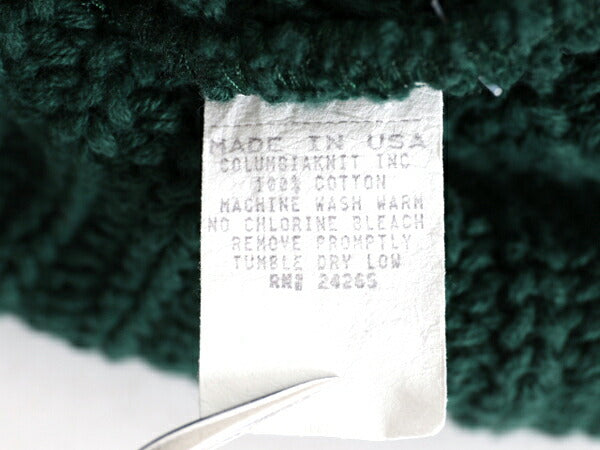 MADE IN USA
COLUMBIAKNIT INC
100% COTTON
MACHINE WASH WARM
NO CHLORINE BLEACH
REMOVE PROMPTLY
TUMBLE DRY LOW
RN# 24265